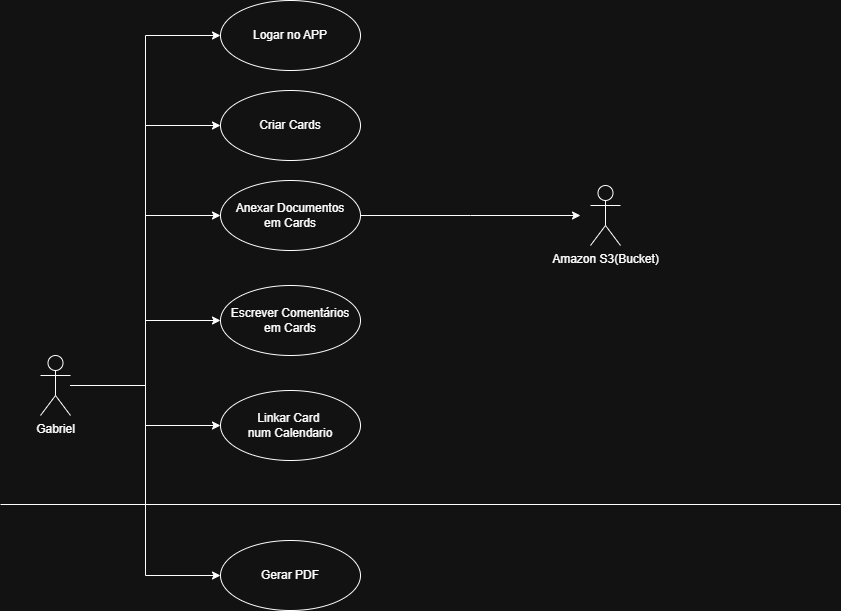 Logar no APP
Criar Cards
Anexar Documentos
em Cards
Amazon S3(Bucket)
Escrever Comentários
em Cards
Gabriel
Linkar Card
num Calendario
Gerar PDF